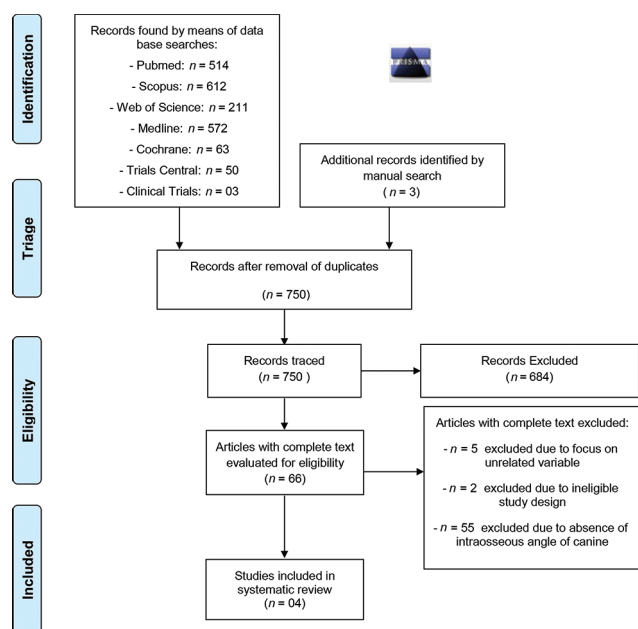 Identification
Records found by means of data
base searches:
- Pubmed: n = 514
- Scopus: n = 612
- Web of Science: n = 211
- Medline: n = 572
- Cochrane: n = 63
- Trials Central: n = 50
- Clinical Trials: n = 03
PRISMA
Additional records identified by
manual search
( n = 3)
Triage
Records after removal of duplicates
(n = 750)
Eligibility
Records traced
(n = 750 )
Records Excluded
(n = 684)
Articles with complete text
evaluated for eligibility
(n = 66)
Articles with complete text excluded:
- n = 5 excluded due to focus on
unrelated variable
- n = 2 excluded due to ineligible
study design
- n = 55 excluded due to absence of
intraosseous angle of canine
Included
Studies included in
systematic review
(n = 04)